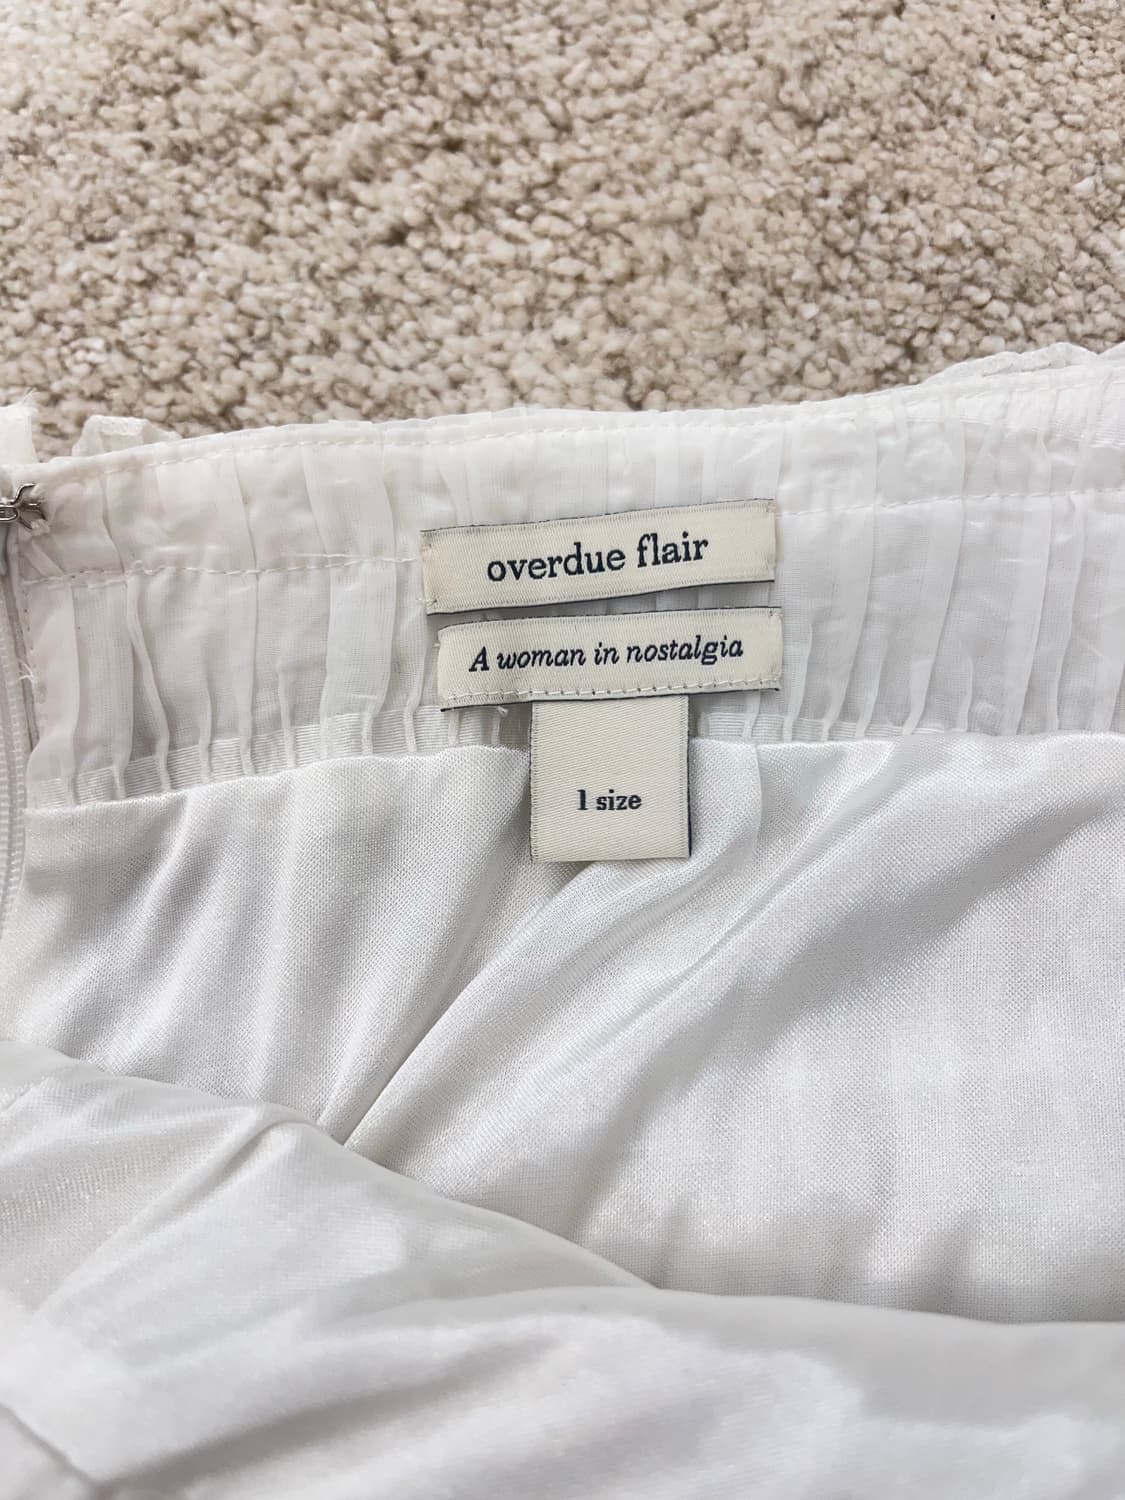 overdue flair
A woman in nostalgia
1 size